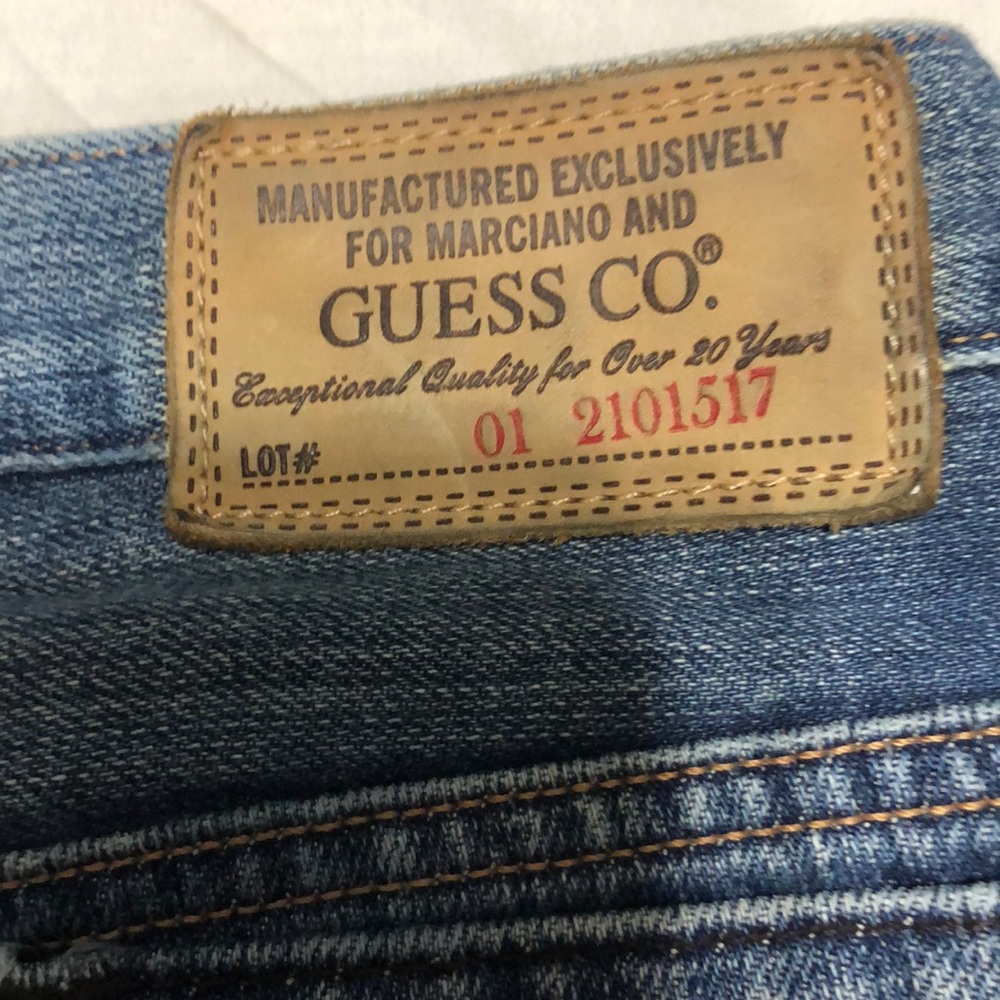 MANUFACTURED EXCLUSIVELY
FOR MARCIANO AND
GUESS CO.®
Exceptional Quality for Over 20 Years
01 2101517
LOT#